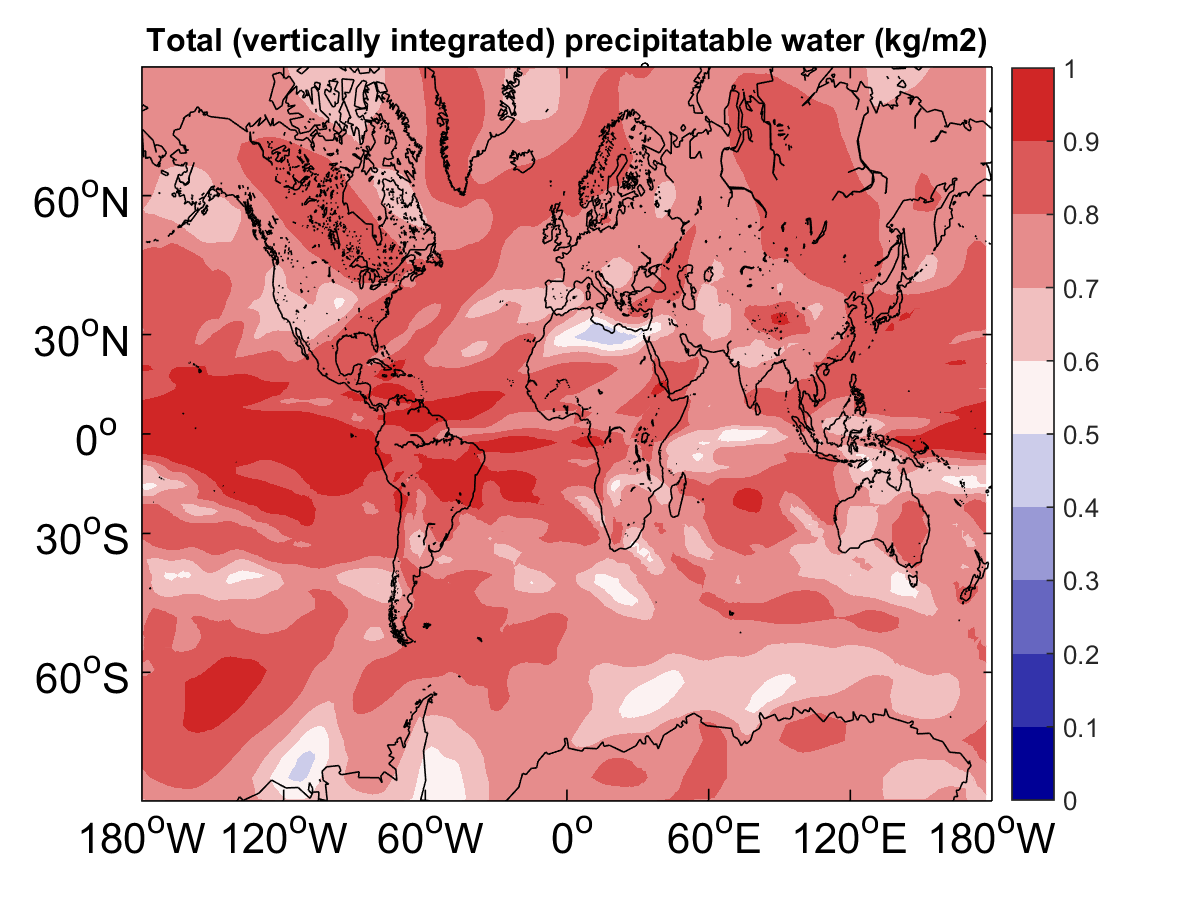 Total (vertically integrated) precipitatable water (kg/m2)
60°N
30°N
0°
30°S
60°S
180°W 120°W 60°W 0° 60°E 120°E 180°W
1
0.9
0.8
0.7
0.6
0.5
0.4
0.3
0.2
0.1
0